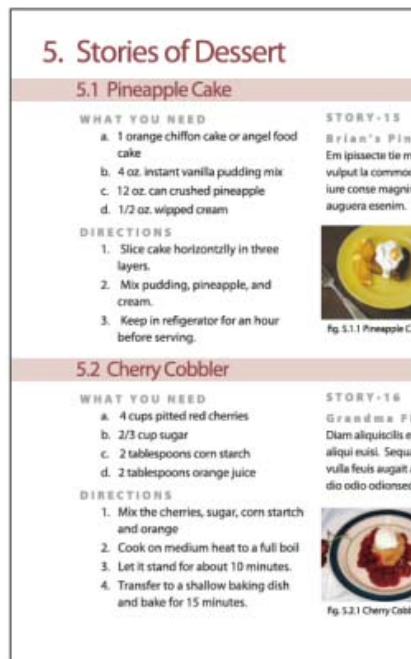 5. Stories of Dessert
5.1 Pineapple Cake
WHAT YOU NEED
a. 1 orange chiffon cake or angel food
cake
b. 4 oz. instant vanilla pudding mix
c. 12 oz. can crushed pineapple
d. 1/2 oz. wipped cream
DIRECTIONS
1. Slice cake horizontzlly in three
layers.
2. Mix pudding, pineapple, and
cream.
3. Keep in refigerator for an hour
before serving.
STORY-15
Brian's Pin
Em ipissecte tie m
vulput la commod
iure conse magnis
auguera esenim.
fig. 5.1.1 Pineapple C
5.2 Cherry Cobbler
WHAT YOU NEED
a. 4 cups pitted red cherries
b. 2/3 cup sugar
c. 2 tablespoons corn starch
d. 2 tablespoons orange juice
DIRECTIONS
1. Mix the cherries, sugar, corn startch
and orange
2. Cook on medium heat to a full boil
3. Let it stand for about 10 minutes.
4. Transfer to a shallow baking dish
and bake for 15 minutes.
STORY-16
Grandma F
Diam aliquiscilis e
aliqui euisi. Sequa
vulla feuis augait
dio odio odionsec
fig. 5.2.1 Cherry Cobb